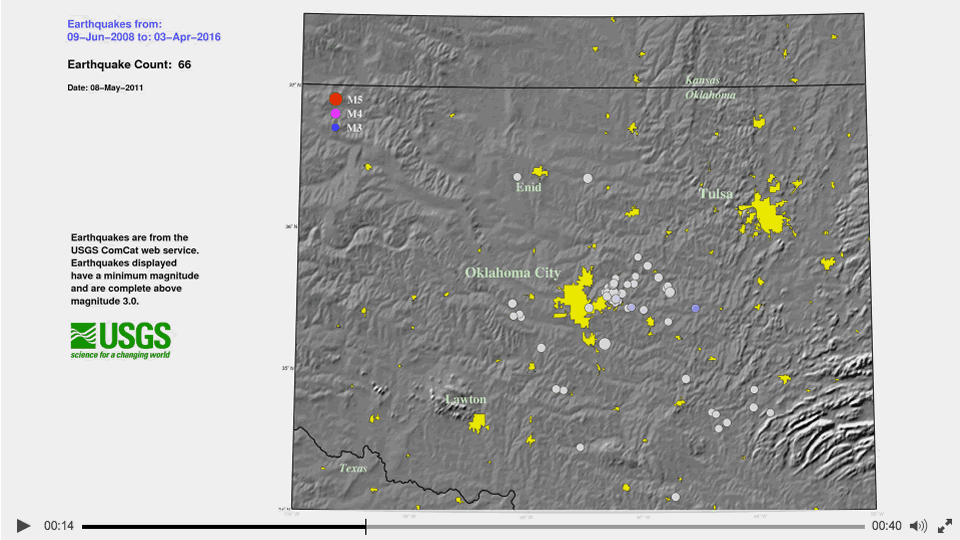 Earthquakes from:
09-Jun-2008 to: 03-Apr-2016
Earthquake Count: 66
Date: 08-May-2011
Kansas
Oklahoma
M5
M4
M3
Enid
Tulsa
36° N
Oklahoma City
Earthquakes are from the
USGS ComCat web service.
Earthquakes displayed
have a minimum magnitude
and are complete above
magnitude 3.0.
USGS
science for a changing world
35° N
Lawton
Texas
00:14
00:40